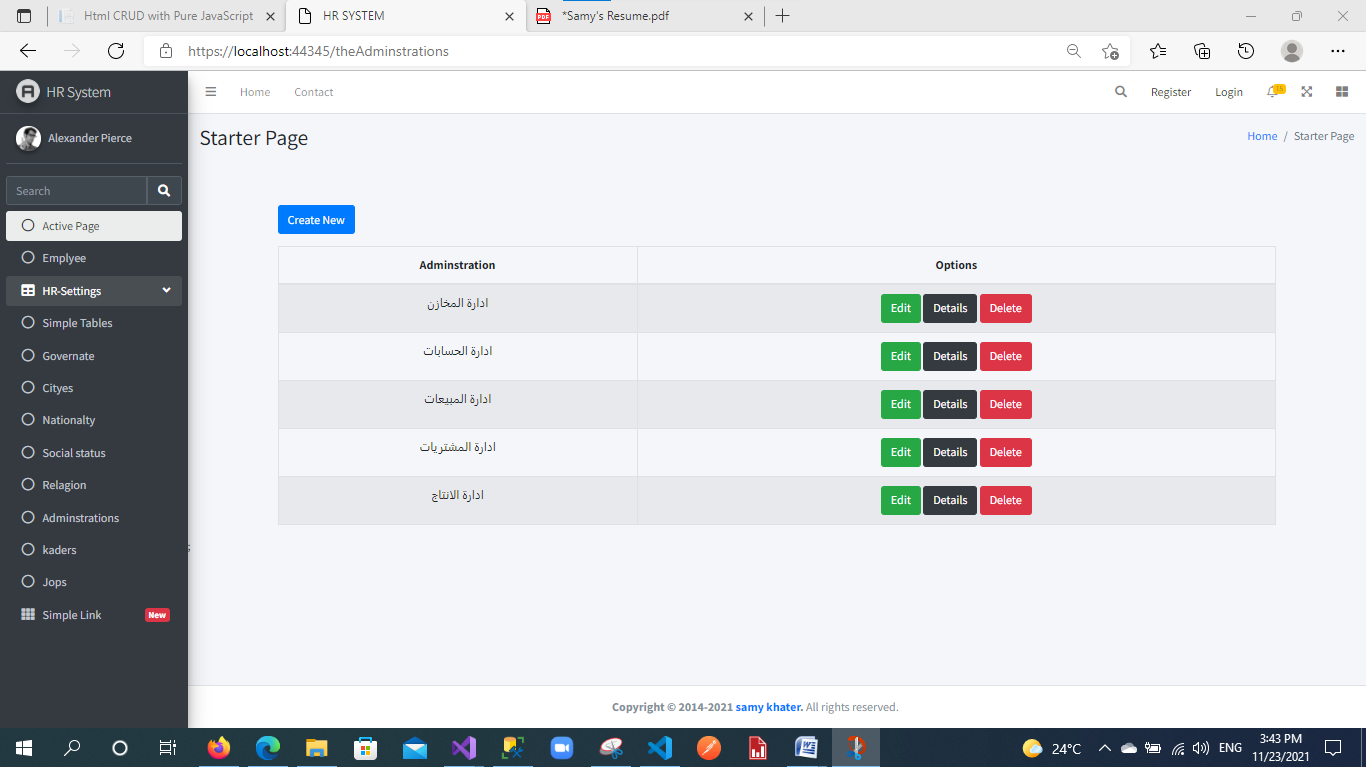 Html CRUD with Pure JavaScript
HR SYSTEM
*Samy's Resume.pdf
https://localhost:44345/theAdminstrations
HR System
Home
Contact
Register
Login
15
Alexander Pierce
Starter Page
Home / Starter Page
Search
Create New
Active Page
Emplyee
HR-Settings
Simple Tables
Governate
Cityes
Nationalty
Social status
Relagion
Adminstrations
kaders
Jops
Simple Link New
Adminstration Options
ادارة المخازن Edit Details Delete
ادارة الحسابات Edit Details Delete
ادارة المبيعات Edit Details Delete
ادارة المشتريات Edit Details Delete
ادارة الانتاج Edit Details Delete
;
Copyright © 2014-2021 samy khater. All rights reserved.
24°C
ENG
3:43 PM
11/23/2021